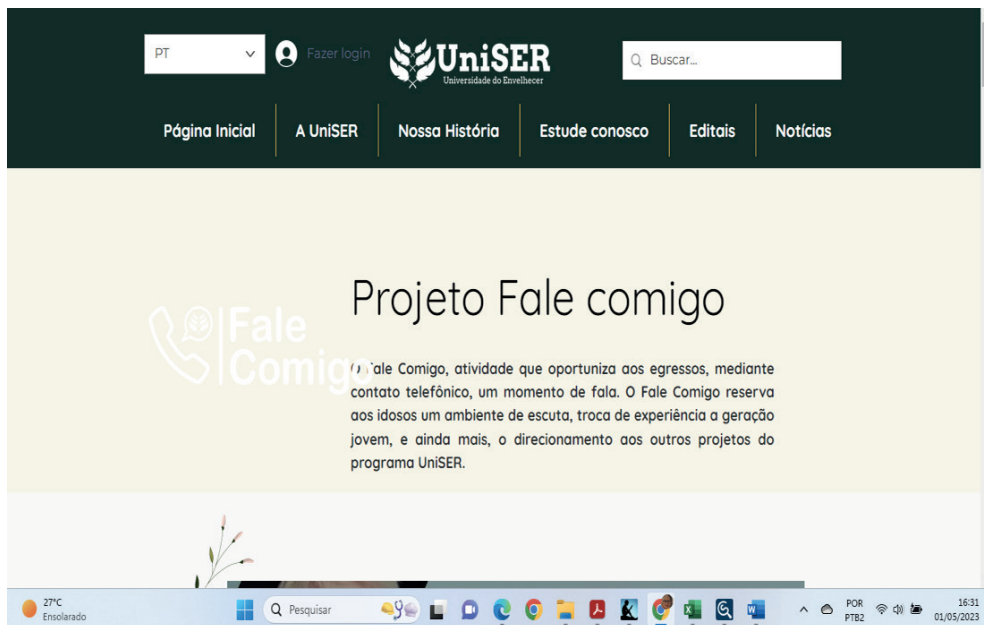 PT
Fazer login
UniSER
Universidade do Envelhecer
Buscar...
Página Inicial
A UniSER
Nossa História
Estude conosco
Editais
Notícias
Projeto Fale comigo
Fale
Comigo
O Fale Comigo, atividade que oportuniza aos egressos, mediante
contato telefônico, um momento de fala. O Fale Comigo reserva
aos idosos um ambiente de escuta, troca de experiência a geração
jovem, e ainda mais, o direcionamento aos outros projetos do
programa UniSER.
27°C
Ensolarado
Pesquisar
POR
PTB2
16:31
01/05/2023